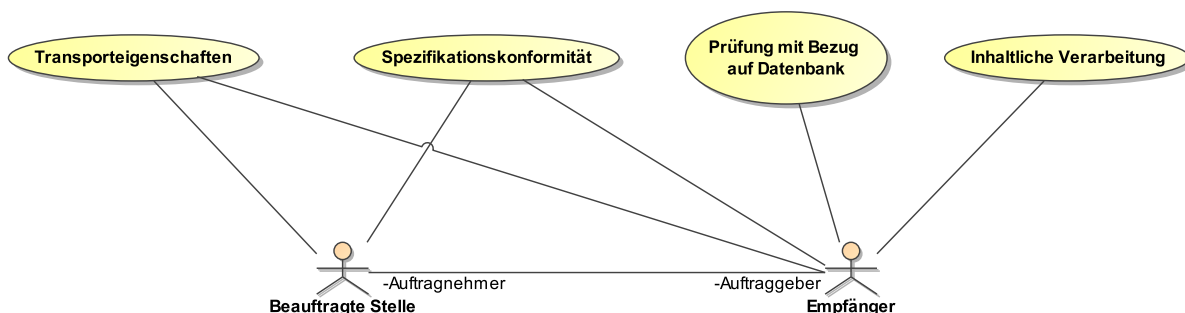 Transporteigenschaften
Spezifikationskonformität
Prüfung mit Bezug
auf Datenbank
Inhaltliche Verarbeitung
-Auftragnehmer
-Auftraggeber
Beauftragte Stelle
Empfänger